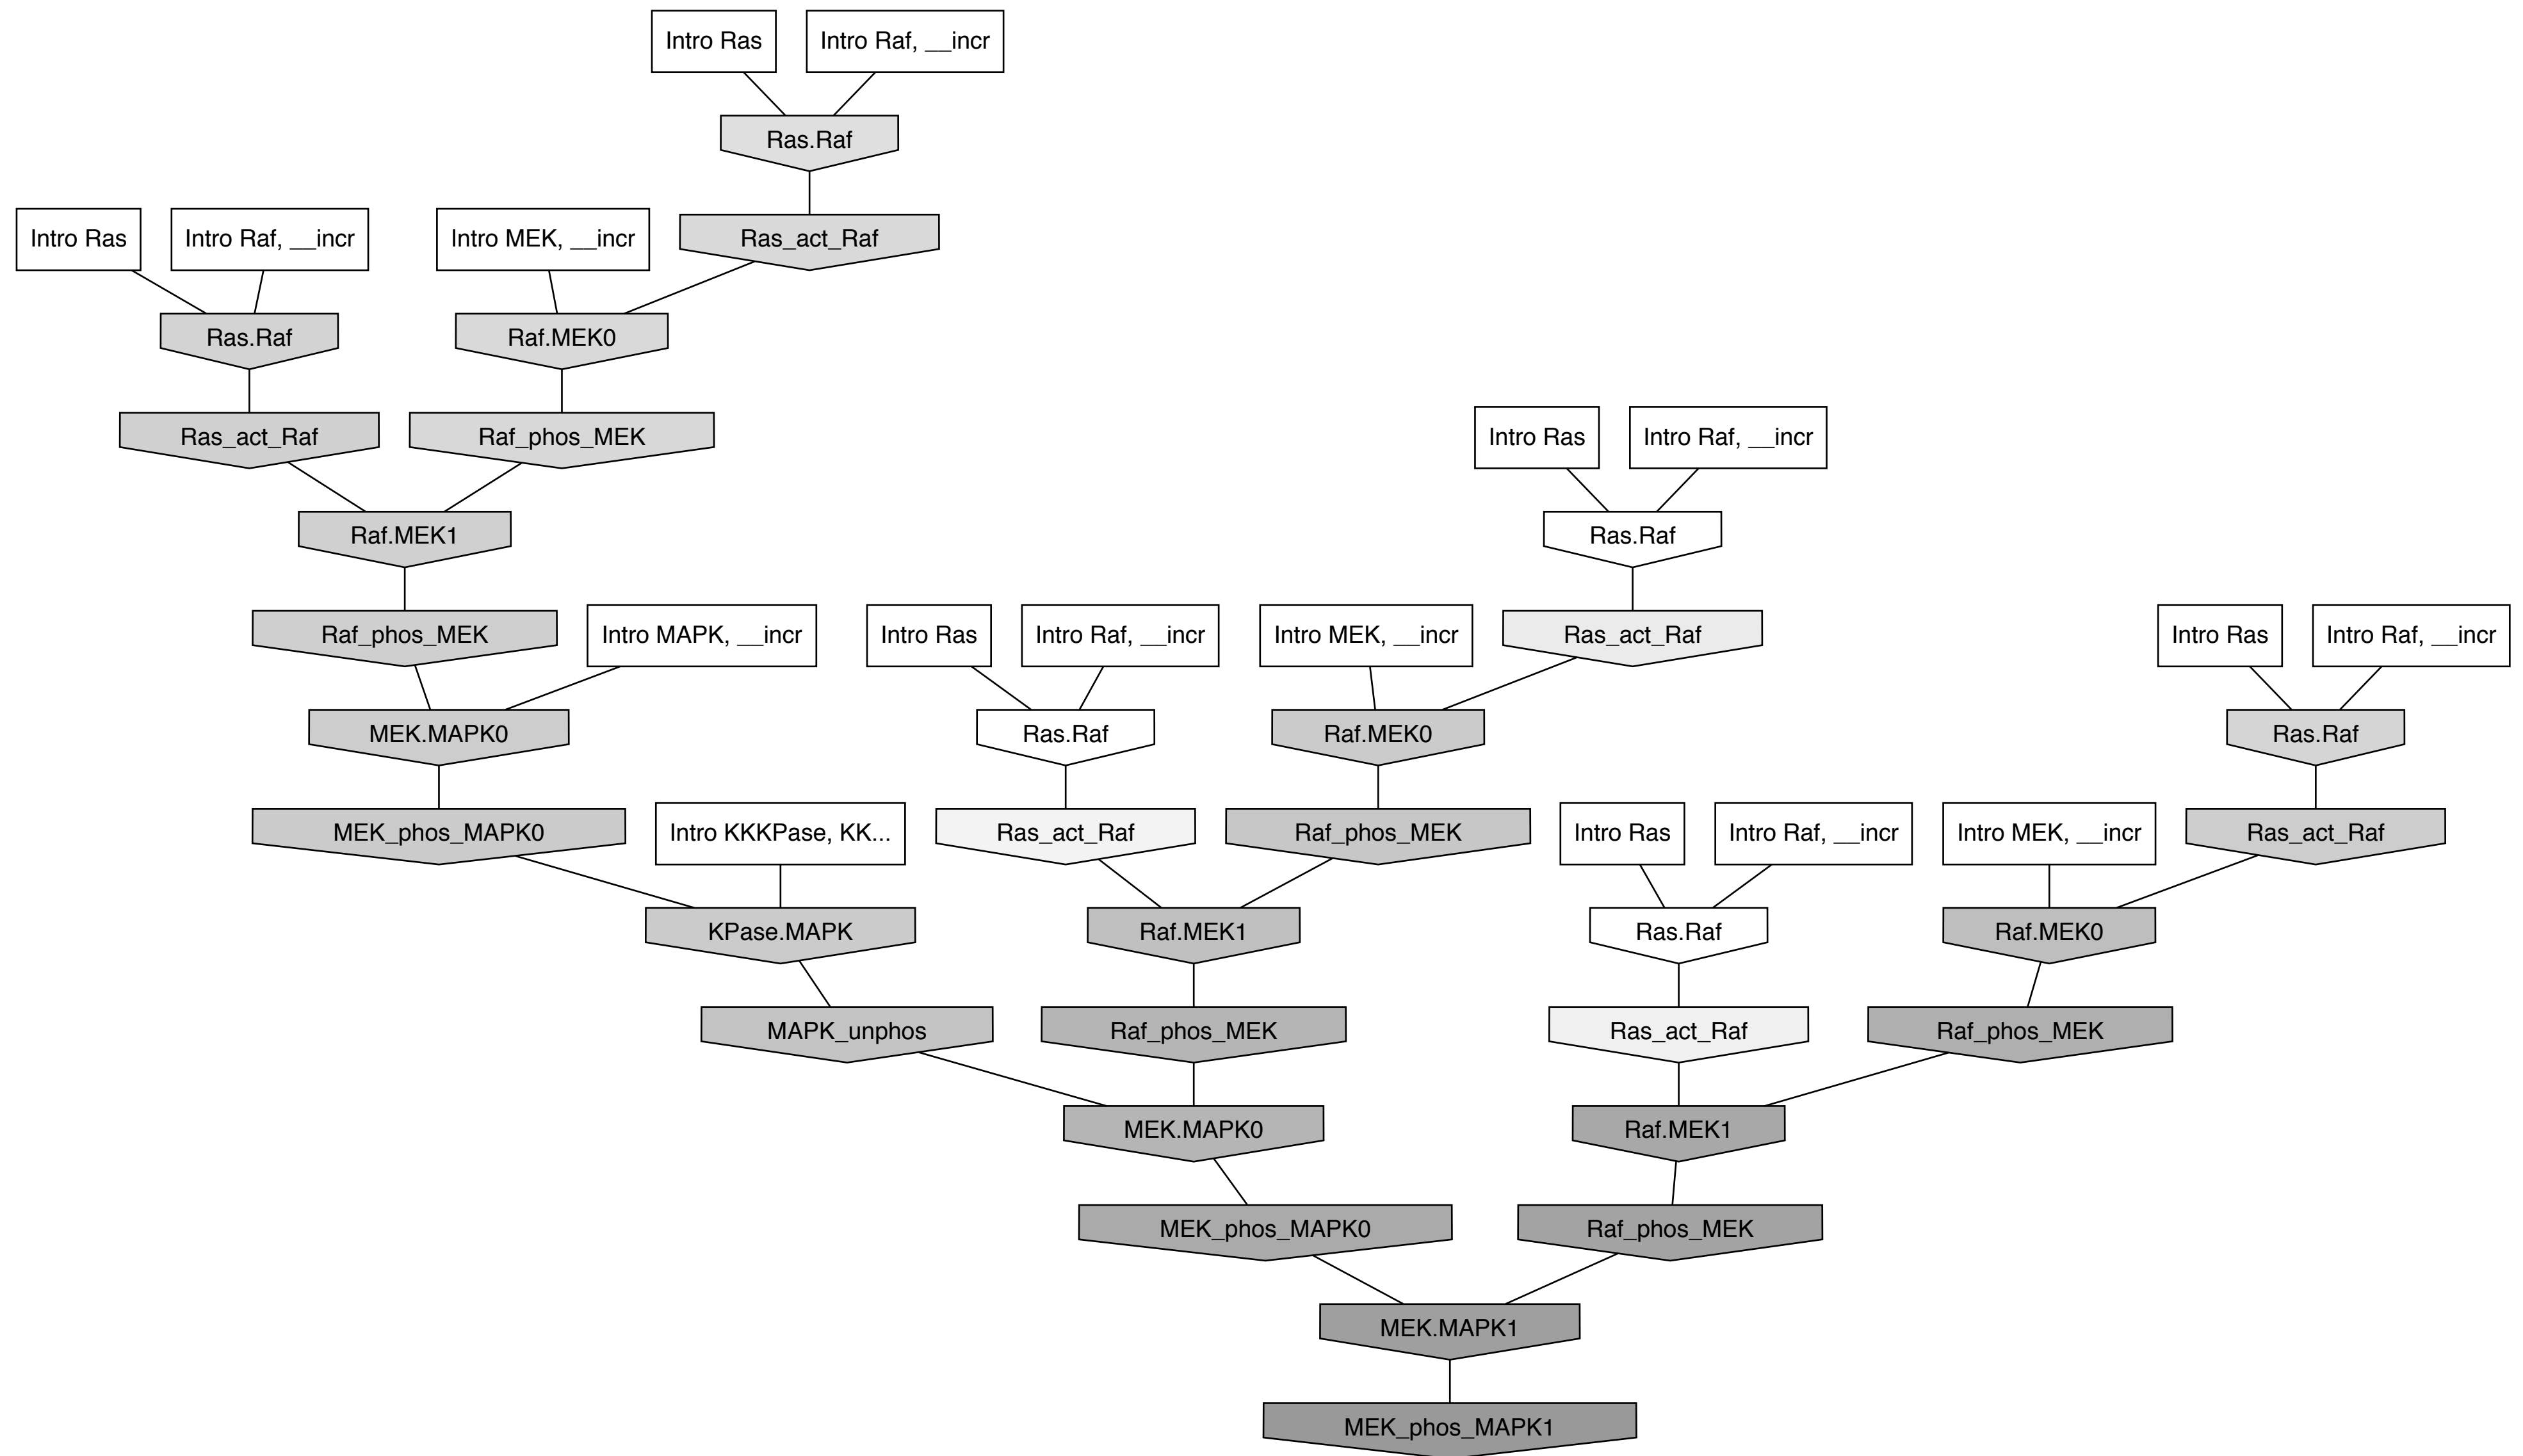 Intro Ras
Intro Raf, __incr
Ras.Raf
Intro Ras
Intro Raf, __incr
Intro MEK, __incr
Ras_act_Raf
Ras.Raf
Raf.MEK0
Ras_act_Raf
Raf_phos_MEK
Intro Ras
Intro Raf, __incr
Raf.MEK1
Ras.Raf
Raf_phos_MEK
Intro MAPK, __incr
Intro Ras
Intro Raf, __incr
Intro MEK, __incr
Ras_act_Raf
Intro Ras
Intro Raf, __incr
MEK.MAPK0
Ras.Raf
Raf.MEK0
Ras.Raf
MEK_phos_MAPK0
Intro KKKPase, KK...
Ras_act_Raf
Raf_phos_MEK
Intro Ras
Intro Raf, __incr
Intro MEK, __incr
Ras_act_Raf
KPase.MAPK
Raf.MEK1
Ras.Raf
Raf.MEK0
MAPK_unphos
Raf_phos_MEK
Ras_act_Raf
Raf_phos_MEK
MEK.MAPK0
Raf.MEK1
MEK_phos_MAPK0
Raf_phos_MEK
MEK.MAPK1
MEK_phos_MAPK1